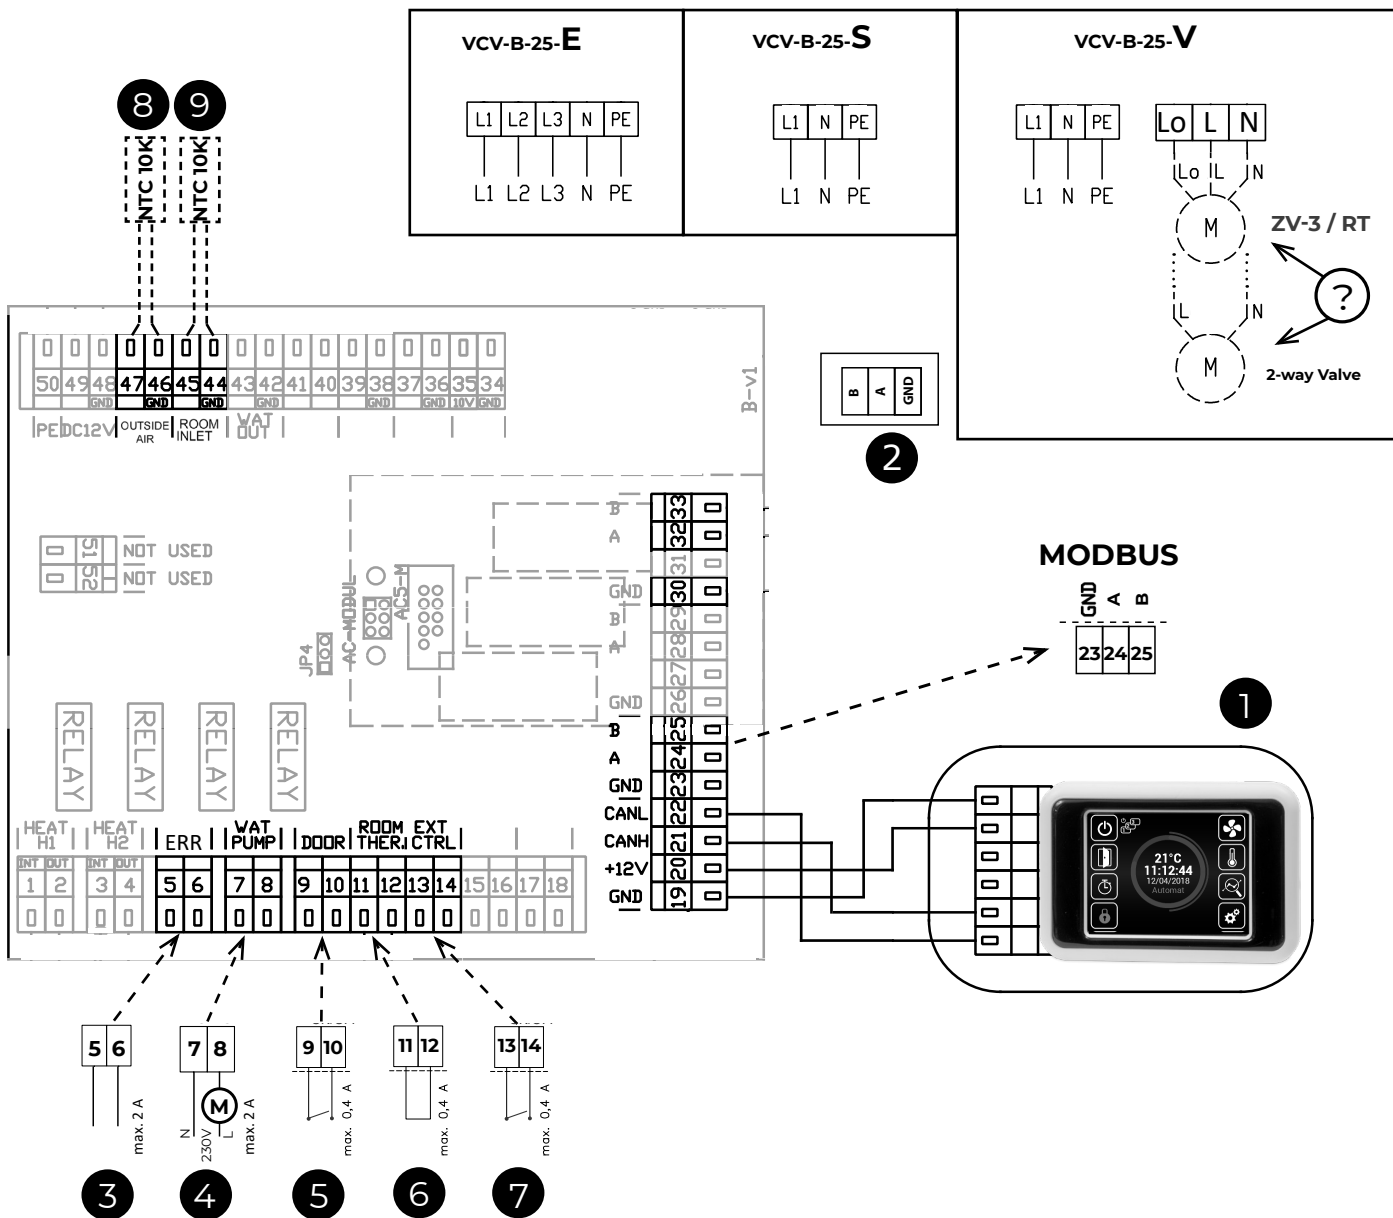 VCV-B-25-E
L1 L2 L3 N PE
L1 L2 L3 N PE
VCV-B-25-S
L1 N PE
L1 N PE
VCV-B-25-V
L1 N PE
L1 N PE
Lo L N
Lo L N
M
ZV-3 / RT
?
L N
M
2-way Valve
8 9
NTC 10K
NTC 10K
50 49 48 47 46 45 44 43 42 41 40 39 38 37 36 35 34
GND GND GND GND GND GND 10V GND
PE DC12V OUTSIDE AIR ROOM INLET WAT OUT
B-v1
B A GND
2
51 NOT USED
52 NOT USED
JP4
AC-MODUL
AC5-M
B 33
A 32
31
GND 30
B 29
A 28
27
GND 26
B 25
A 24
GND 23
CANL 22
CANH 21
+12V 20
GND 19
MODBUS
GND A B
23 24 25
1
21°C
11:12:44
12/04/2018
Automat
RELAY RELAY RELAY RELAY
HEAT H1 HEAT H2 ERR WAT PUMP DOOR ROOM THER. EXT CTRL
INT OUT INT OUT
1 2 3 4 5 6 7 8 9 10 11 12 13 14 15 16 17 18
5 6
max. 2 A
3
7 8
M
N 230V L
max. 2 A
4
9 10
max. 0,4 A
5
11 12
max. 0,4 A
6
13 14
max. 0,4 A
7